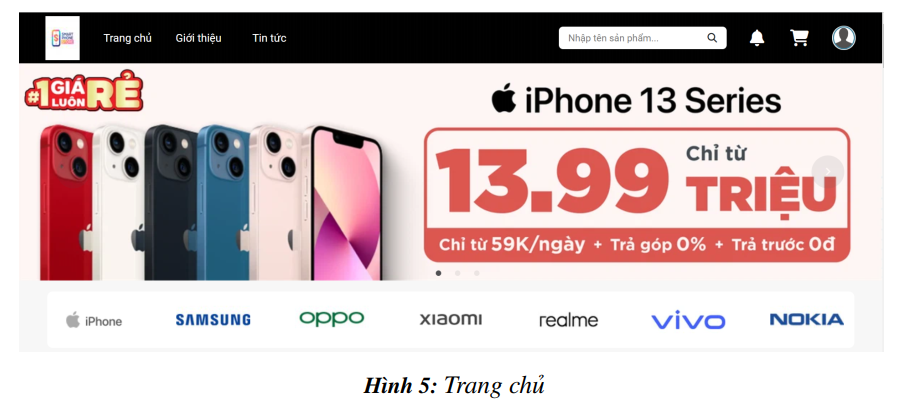 SMART PHONE
Trang chủ
Giới thiệu
Tin tức
Nhập tên sản phẩm...
#1 GIÁ LUÔN RẺ
iPhone 13 Series
13.99
Chỉ từ
TRIỆU
Chỉ từ 59K/ngày + Trả góp 0% + Trả trước 0đ
iPhone
SAMSUNG
oppo
xiaomi
realme
vivo
NOKIA
Hình 5: Trang chủ